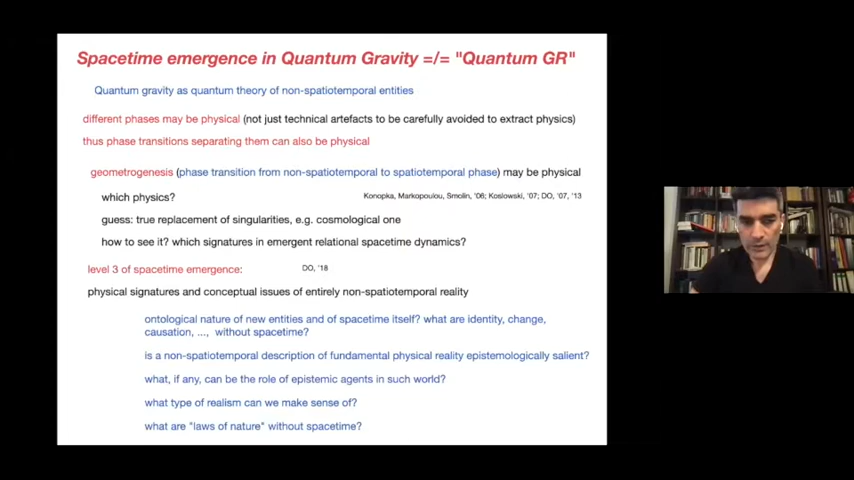 Spacetime emergence in Quantum Gravity =/= "Quantum GR"
Quantum gravity as quantum theory of non-spatiotemporal entities
different phases may be physical (not just technical artefacts to be carefully avoided to extract physics)
thus phase transitions separating them can also be physical
geometrogenesis (phase transition from non-spatiotemporal to spatiotemporal phase) may be physical
which physics?
Konopka, Markopoulou, Smolin, '06; Koslowski, '07; DO, '07, '13
guess: true replacement of singularities, e.g. cosmological one
how to see it? which signatures in emergent relational spacetime dynamics?
level 3 of spacetime emergence:
DO, '18
physical signatures and conceptual issues of entirely non-spatiotemporal reality
ontological nature of new entities and of spacetime itself? what are identity, change,
causation, ..., without spacetime?
is a non-spatiotemporal description of fundamental physical reality epistemologically salient?
what, if any, can be the role of epistemic agents in such world?
what type of realism can we make sense of?
what are "laws of nature" without spacetime?